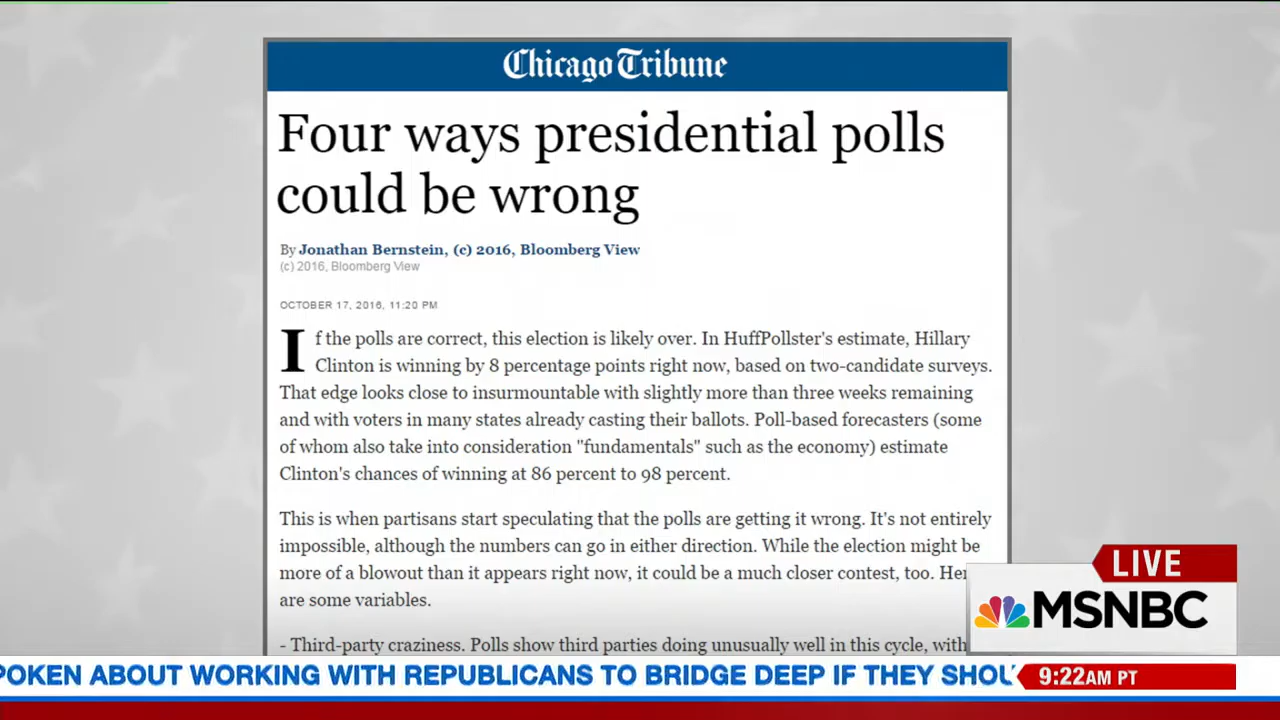 Chicago Tribune
Four ways presidential polls
could be wrong
By Jonathan Bernstein, (c) 2016, Bloomberg View
(c) 2016, Bloomberg View
OCTOBER 17, 2016, 11:20 PM
If the polls are correct, this election is likely over. In HuffPollster's estimate, Hillary
Clinton is winning by 8 percentage points right now, based on two-candidate surveys.
That edge looks close to insurmountable with slightly more than three weeks remaining
and with voters in many states already casting their ballots. Poll-based forecasters (some
of whom also take into consideration "fundamentals" such as the economy) estimate
Clinton's chances of winning at 86 percent to 98 percent.
This is when partisans start speculating that the polls are getting it wrong. It's not entirely
impossible, although the numbers can go in either direction. While the election might be
more of a blowout than it appears right now, it could be a much closer contest, too.
are some variables.
- Third-party craziness. Polls show third parties doing unusually well in this cycle, with
LIVE
MSNBC
POKEN ABOUT WORKING WITH REPUBLICANS TO BRIDGE DEEP IF THEY SHOU
9:22AM PT